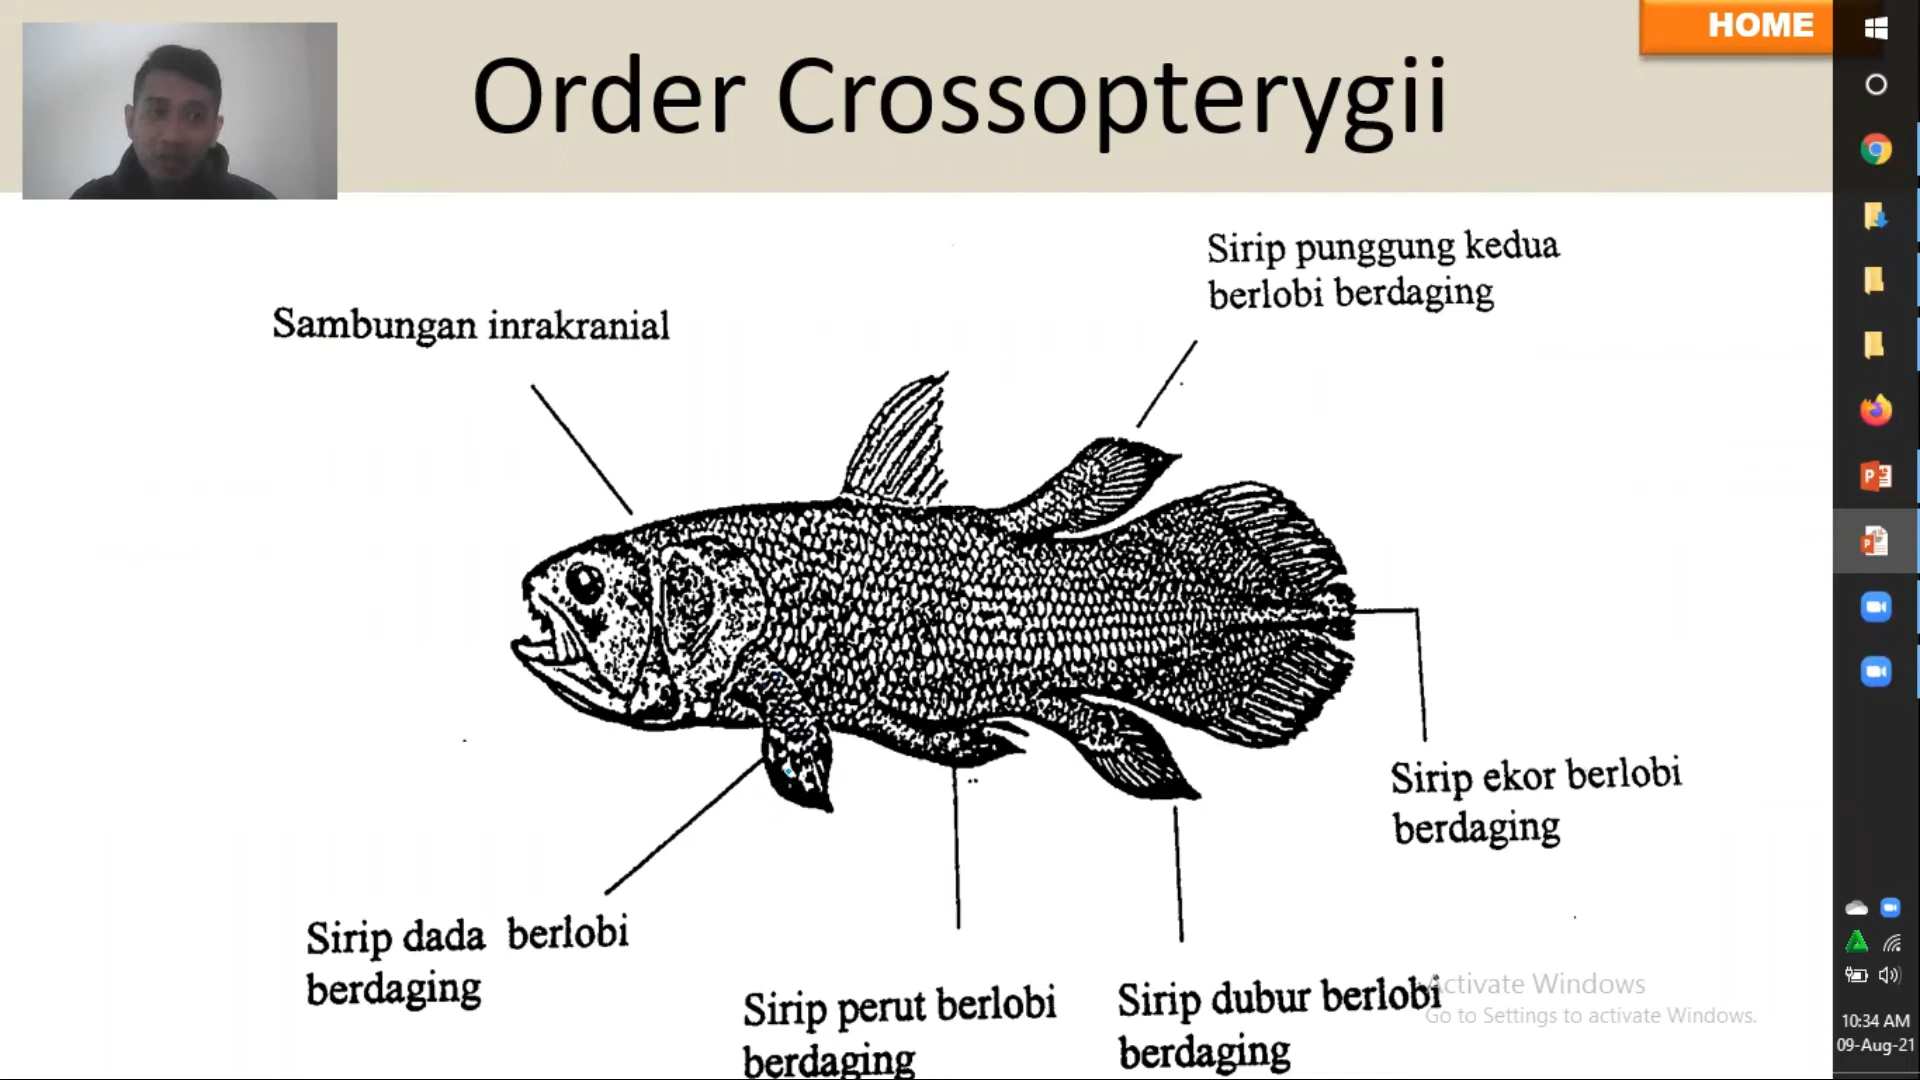 HOME
Order Crossopterygii
Sirip punggung kedua
berlobi berdaging
Sambungan inrakranial
Sirip ekor berlobi
berdaging
Sirip dada berlobi
berdaging
Sirip perut berlobi
berdaging
Sirip dubur berlobi
berdaging
Activate Windows
Go to Settings to activate Windows.
10:34 AM
09-Aug-21